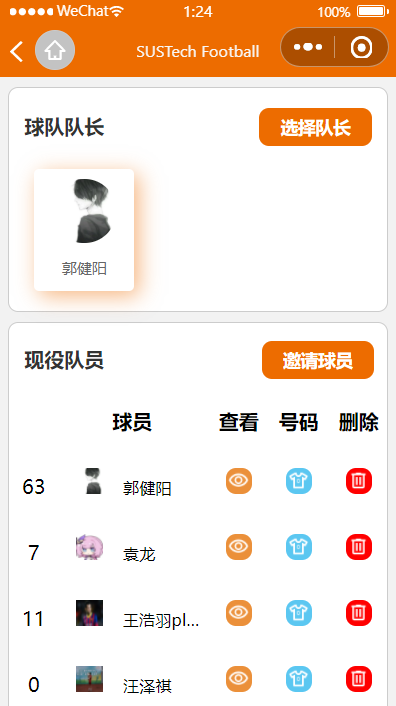 WeChat 1:24 100%
SUSTech Football
球队队长 选择队长
郭健阳
现役队员 邀请球员
球员 查看 号码 删除
63 郭健阳
7 袁龙
11 王浩羽pl...
0 汪泽祺